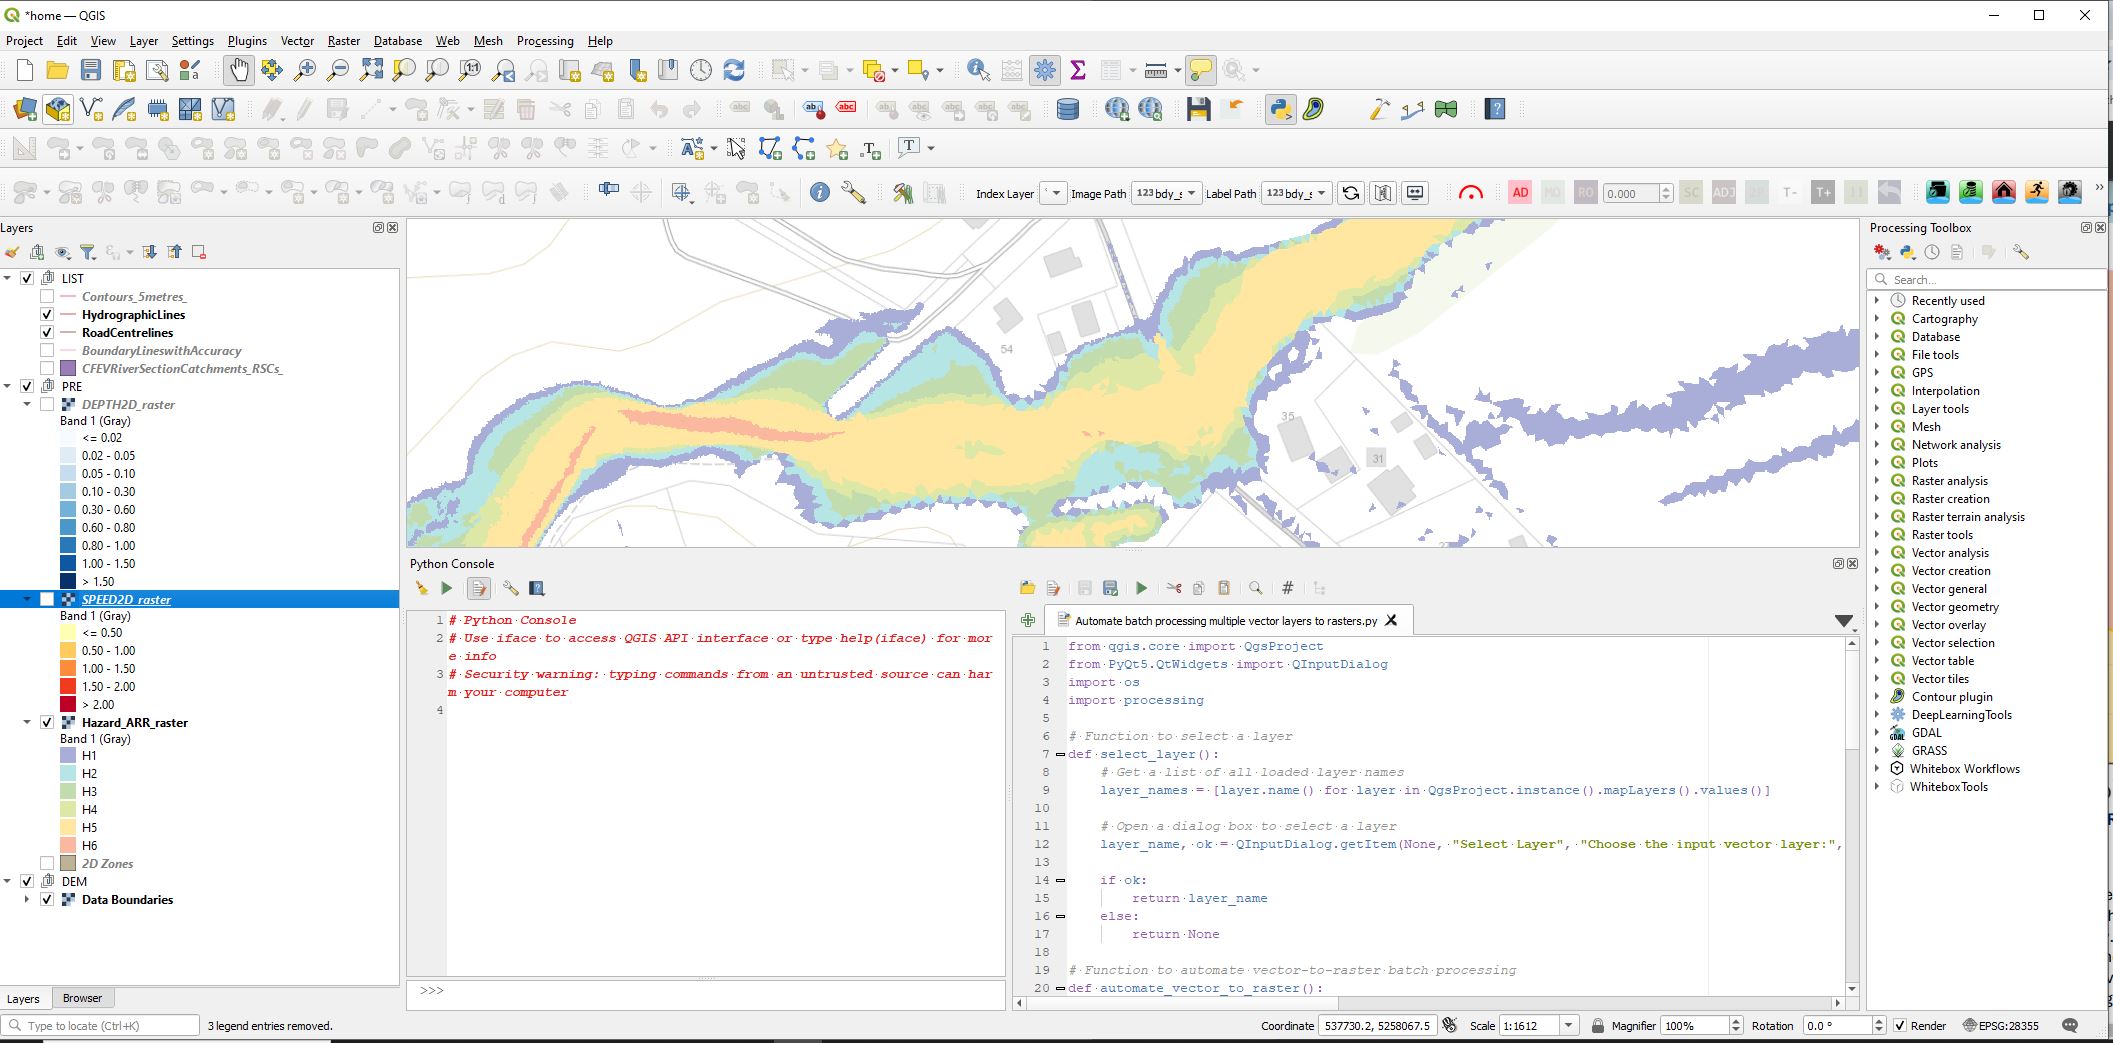 *home — QGIS
Project Edit View Layer Settings Plugins Vector Raster Database Web Mesh Processing Help
Index Layer Image Path 123 bdy_s Label Path 123 bdy_s AD MO RO 0.000 SC ADJ T- T+
Layers
LIST
Contours_5metres_
HydrographicLines
RoadCentrelines
BoundaryLineswithAccuracy
CFEVRiverSectionCatchments_RSCs_
PRE
DEPTH2D_raster
Band 1 (Gray)
<= 0.02
0.02 - 0.05
0.05 - 0.10
0.10 - 0.30
0.30 - 0.60
0.60 - 0.80
0.80 - 1.00
1.00 - 1.50
> 1.50
SPEED2D_raster
Band 1 (Gray)
<= 0.50
0.50 - 1.00
1.00 - 1.50
1.50 - 2.00
> 2.00
Hazard_ARR_raster
Band 1 (Gray)
H1
H2
H3
H4
H5
H6
2D Zones
DEM
Data Boundaries
Layers Browser
54
35
31
Python Console
1 # Python Console
2 # Use iface to access QGIS API interface or type help(iface) for mor
e info
3 # Security warning: typing commands from an untrusted source can har
m your computer
4
>>>
Automate batch processing multiple vector layers to rasters.py
1 from qgis.core import QgsProject
2 from PyQt5.QtWidgets import QInputDialog
3 import os
4 import processing
5
6 # Function to select a layer
7 def select_layer():
8 # Get a list of all loaded layer names
9 layer_names = [layer.name() for layer in QgsProject.instance().mapLayers().values()]
10
11 # Open a dialog box to select a layer
12 layer_name, ok = QInputDialog.getItem(None, "Select Layer", "Choose the input vector layer:",
13
14 if ok:
15 return layer_name
16 else:
17 return None
18
19 # Function to automate vector-to-raster batch processing
20 def automate_vector_to_raster():
Processing Toolbox
Search...
Recently used
Cartography
Database
File tools
GPS
Interpolation
Layer tools
Mesh
Network analysis
Plots
Raster analysis
Raster creation
Raster terrain analysis
Raster tools
Vector analysis
Vector creation
Vector general
Vector geometry
Vector overlay
Vector selection
Vector table
Vector tiles
Contour plugin
DeepLearningTools
GDAL
GRASS
Whitebox Workflows
WhiteboxTools
Type to locate (Ctrl+K) 3 legend entries removed. Coordinate 537730.2, 5258067.5 Scale 1:1612 Magnifier 100% Rotation 0.0 ° Render EPSG:28355